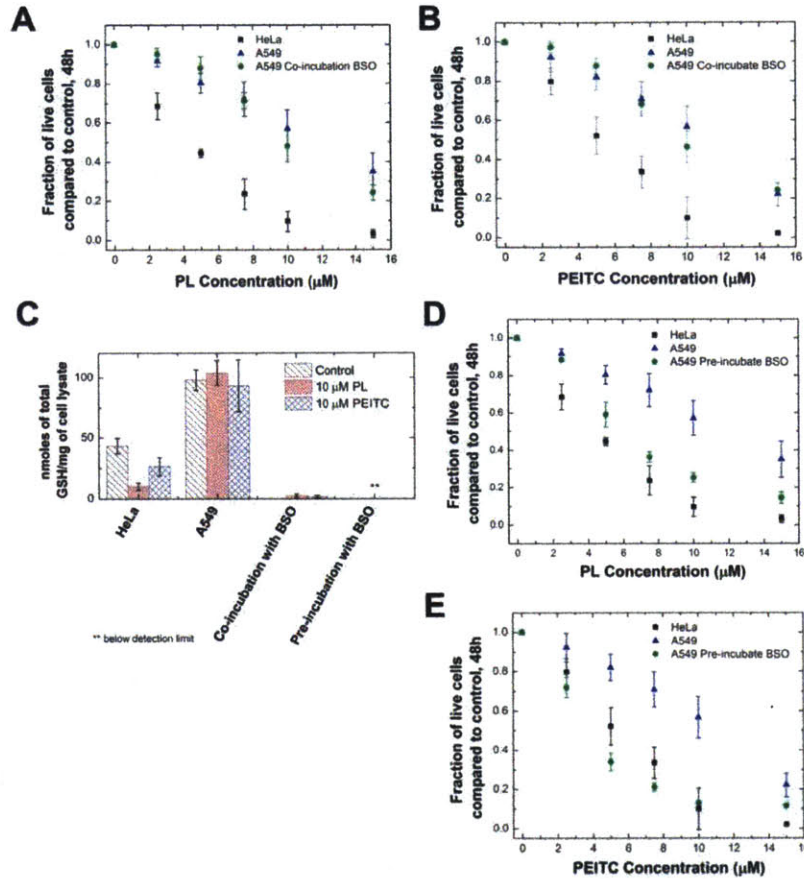 A
Fraction of live cells
compared to control, 48h
1.0
0.8
0.6
0.4
0.2
0.0
HeLa
A549
A549 Co-incubation BSO
0 2 4 6 8 10 12 14 16
PL Concentration (µM)
B
Fraction of live cells
compared to control, 48h
1.0
0.8
0.6
0.4
0.2
0.0
HeLa
A549
A549 Co-incubate BSO
0 2 4 6 8 10 12 14 16
PEITC Concentration (µM)
C
nmoles of total
GSH/mg of cell lysate
100
50
0
Control
10 µM PL
10 µM PEITC
**
HeLa
A549
Co-incubation with BSO
Pre-incubation with BSO
** below detection limit
D
Fraction of live cells
compared to control, 48h
1.0
0.8
0.6
0.4
0.2
0.0
HeLa
A549
A549 Pre-incubate BSO
0 2 4 6 8 10 12 14 16
PL Concentration (µM)
E
Fraction of live cells
compared to control, 48h
1.0
0.8
0.6
0.4
0.2
0.0
HeLa
A549
A549 Pre-incubate BSO
0 2 4 6 8 10 12 14 16
PEITC Concentration (µM)